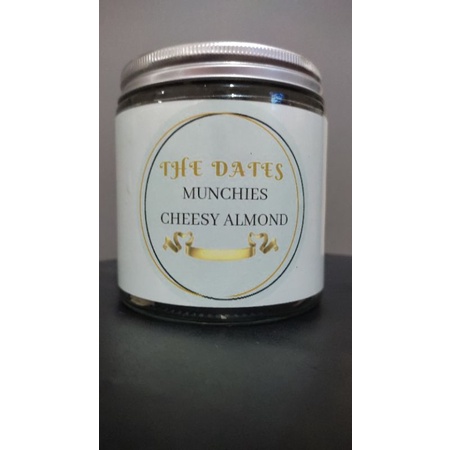 THE DATES
MUNCHIES
CHEESY ALMOND